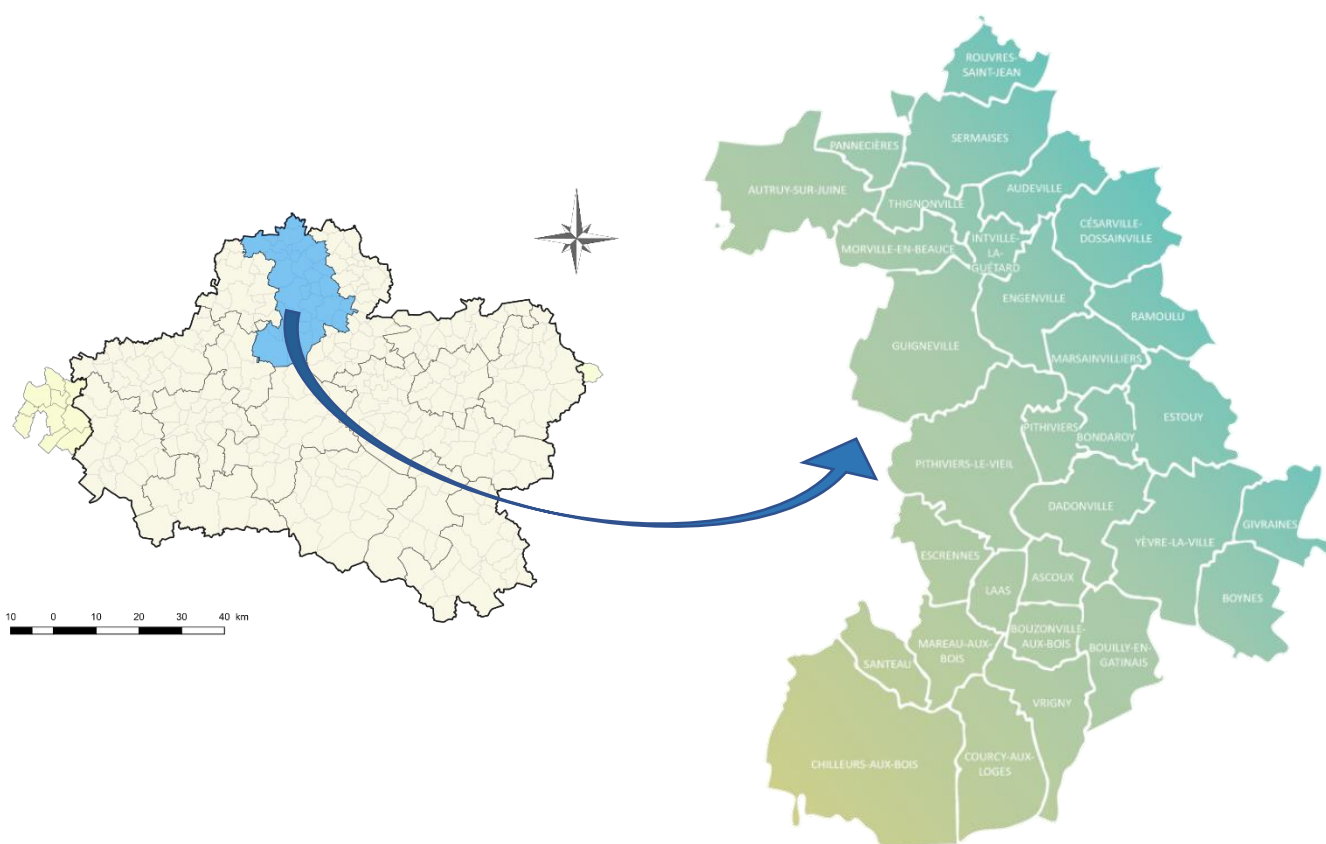 ROUVRES-
SAINT-JEAN
SERMAISES
PANNECIÈRES
AUTRUY-SUR-JUINE
AUDEVILLE
THIGNONVILLE
CÉSARVILLE-
DOSSAINVILLE
MORVILLE-EN-BEAUCE
INTVILLE-
LA-
GUÉTARD
ENGENVILLE
RAMOULU
GUIGNEVILLE
MARSAINVILLIERS
ESTOUY
PITHIVIERS
BONDAROY
PITHIVIERS-LE-VIEIL
DADONVILLE
GIVRAINES
YÈVRE-LA-VILLE
ESCRENNES
ASCOUX
LAAS
BOYNES
BOUZONVILLE-
AUX-BOIS
MAREAU-AUX-
BOIS
BOUILLY-EN-
GATINAIS
SANTEAU
VRIGNY
COURCY-AUX-
LOGES
CHILLEURS-AUX-BOIS
10 0 10 20 30 40 km